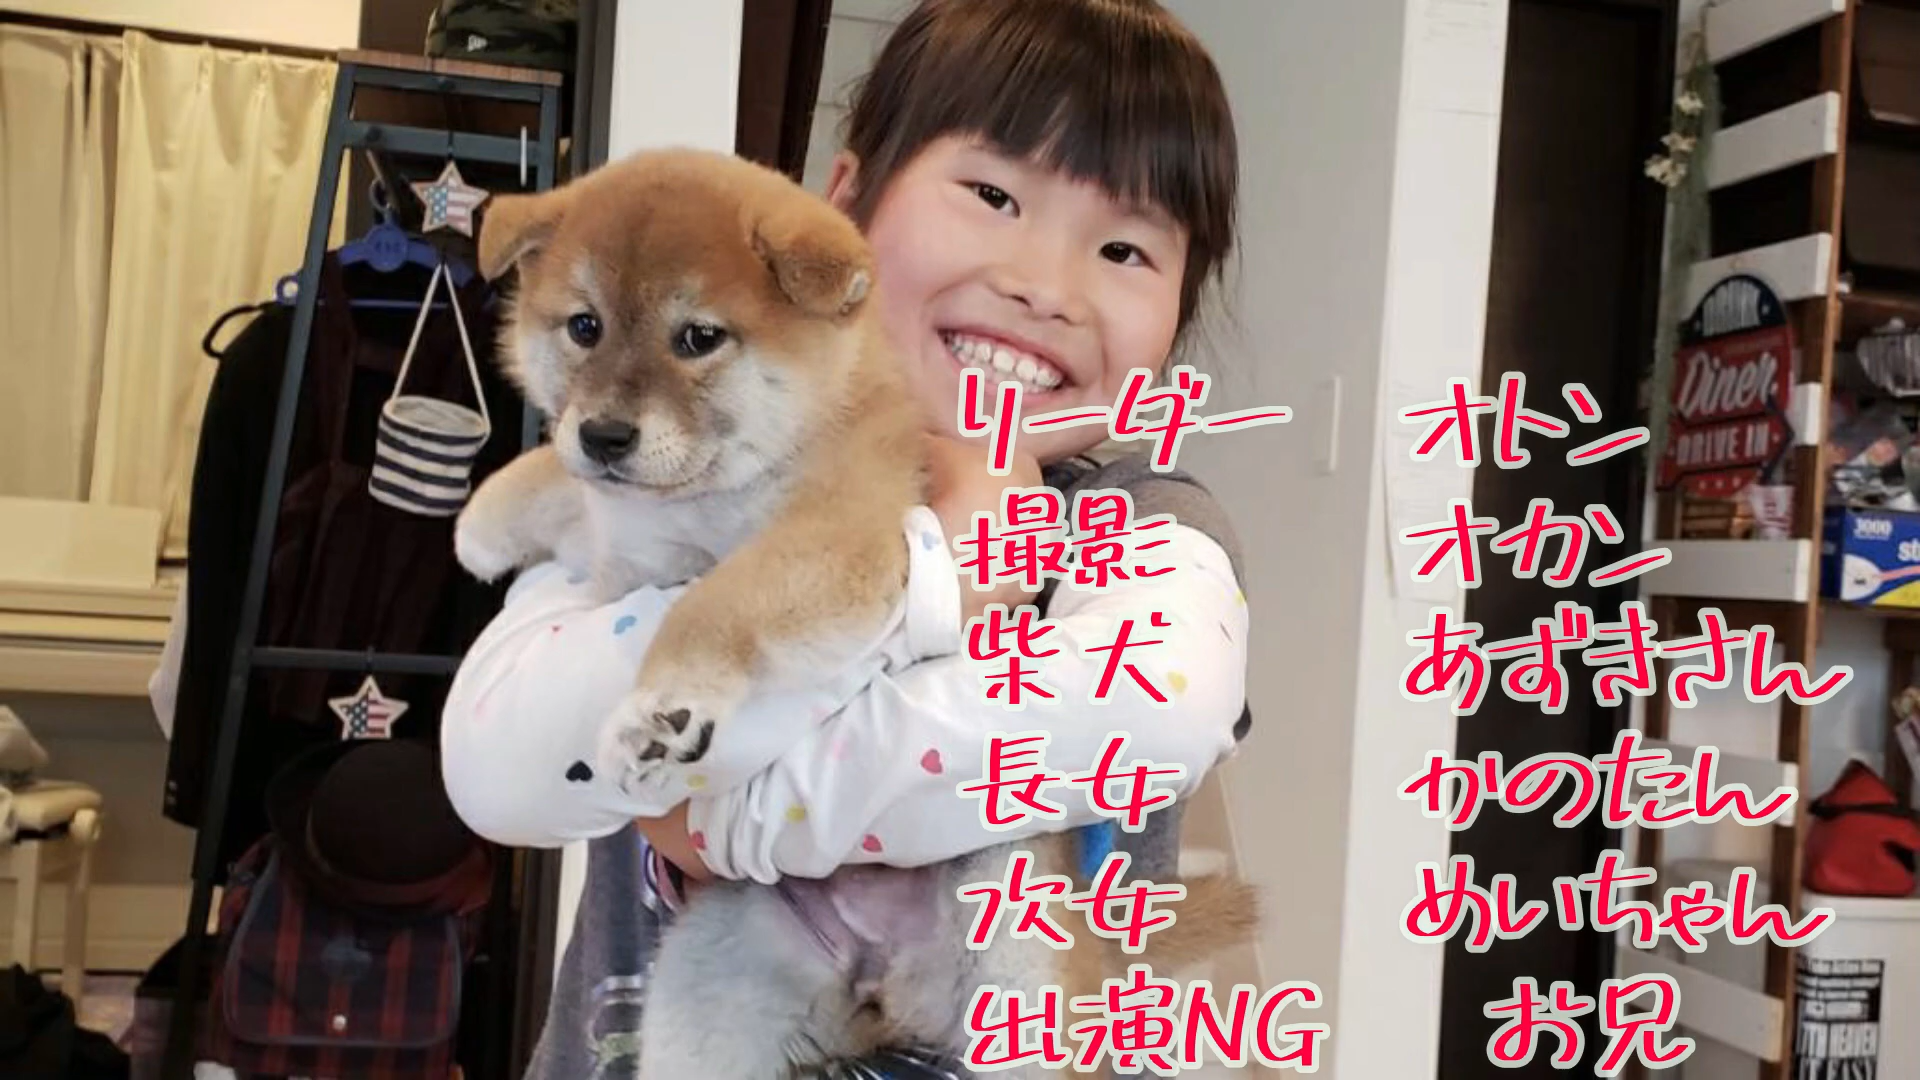 リーダー オトン
撮影 オカン
柴犬 あずきさん
長女 かのたん
次女 めいちゃん
出演NG お兄
DRINK
Diner
DRIVE IN
3000